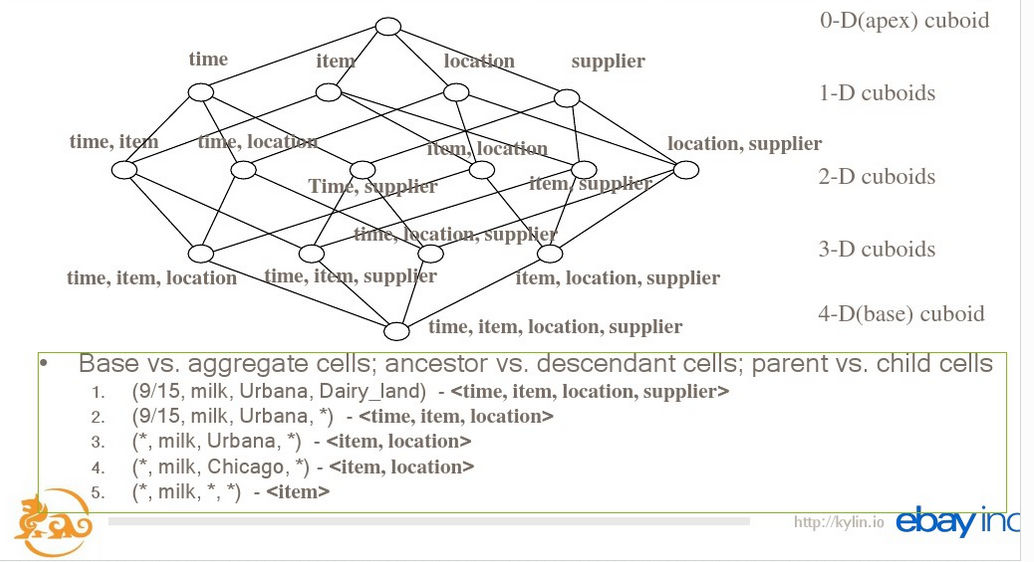 0-D(apex) cuboid
time
item
location
supplier
1-D cuboids
time, item
time, location
item, location
location, supplier
Time, supplier
item, supplier
2-D cuboids
time, location, supplier
3-D cuboids
time, item, location
time, item, supplier
item, location, supplier
4-D(base) cuboid
time, item, location, supplier
• Base vs. aggregate cells; ancestor vs. descendant cells; parent vs. child cells
1. (9/15, milk, Urbana, Dairy_land) - <time, item, location, supplier>
2. (9/15, milk, Urbana, *) - <time, item, location>
3. (*, milk, Urbana, *) - <item, location>
4. (*, milk, Chicago, *) - <item, location>
5. (*, milk, *, *) - <item>
http://kylin.io
ebay inc